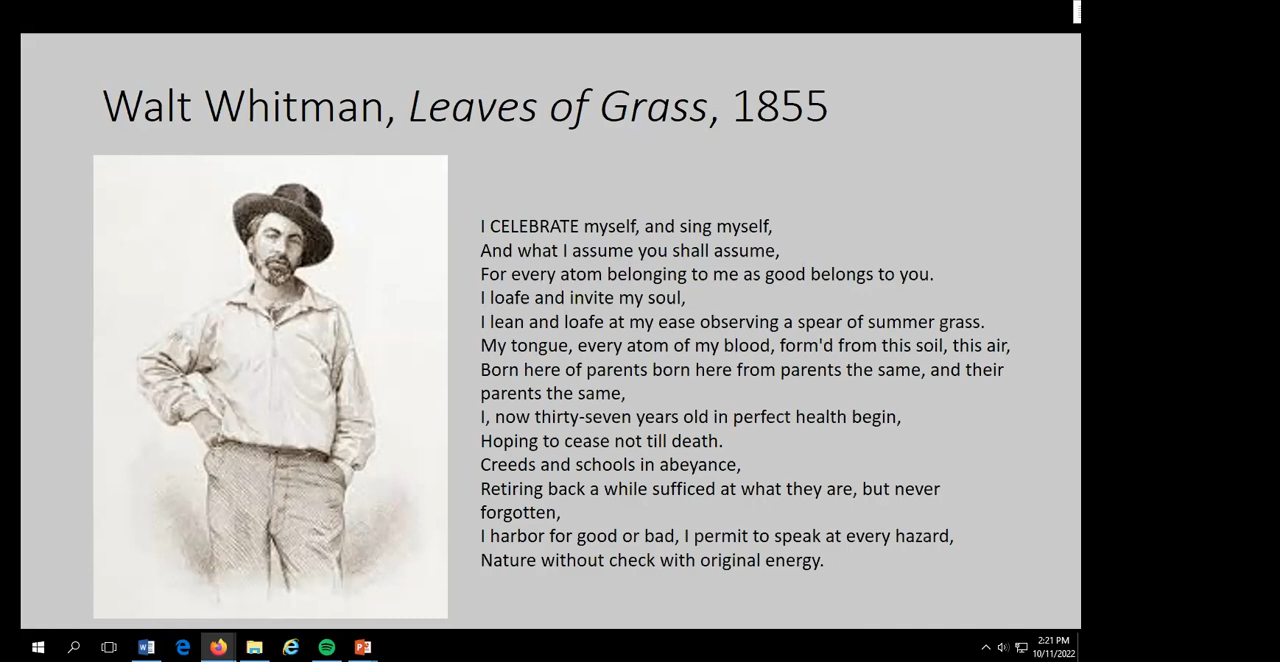 Walt Whitman, Leaves of Grass, 1855
I CELEBRATE myself, and sing myself,
And what I assume you shall assume,
For every atom belonging to me as good belongs to you.
I loafe and invite my soul,
I lean and loafe at my ease observing a spear of summer grass.
My tongue, every atom of my blood, form'd from this soil, this air,
Born here of parents born here from parents the same, and their
parents the same,
I, now thirty-seven years old in perfect health begin,
Hoping to cease not till death.
Creeds and schools in abeyance,
Retiring back a while sufficed at what they are, but never
forgotten,
I harbor for good or bad, I permit to speak at every hazard,
Nature without check with original energy.
2:21 PM
10/11/2022